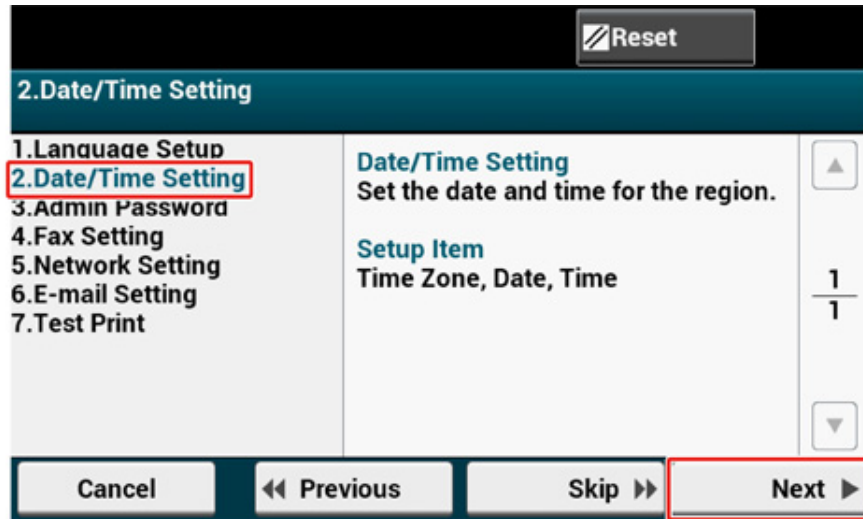 Reset
2.Date/Time Setting
1.Language Setup
2.Date/Time Setting
3.Admin Password
4.Fax Setting
5.Network Setting
6.E-mail Setting
7.Test Print
Date/Time Setting
Set the date and time for the region.
Setup Item
Time Zone, Date, Time
1
1
Cancel
Previous
Skip
Next